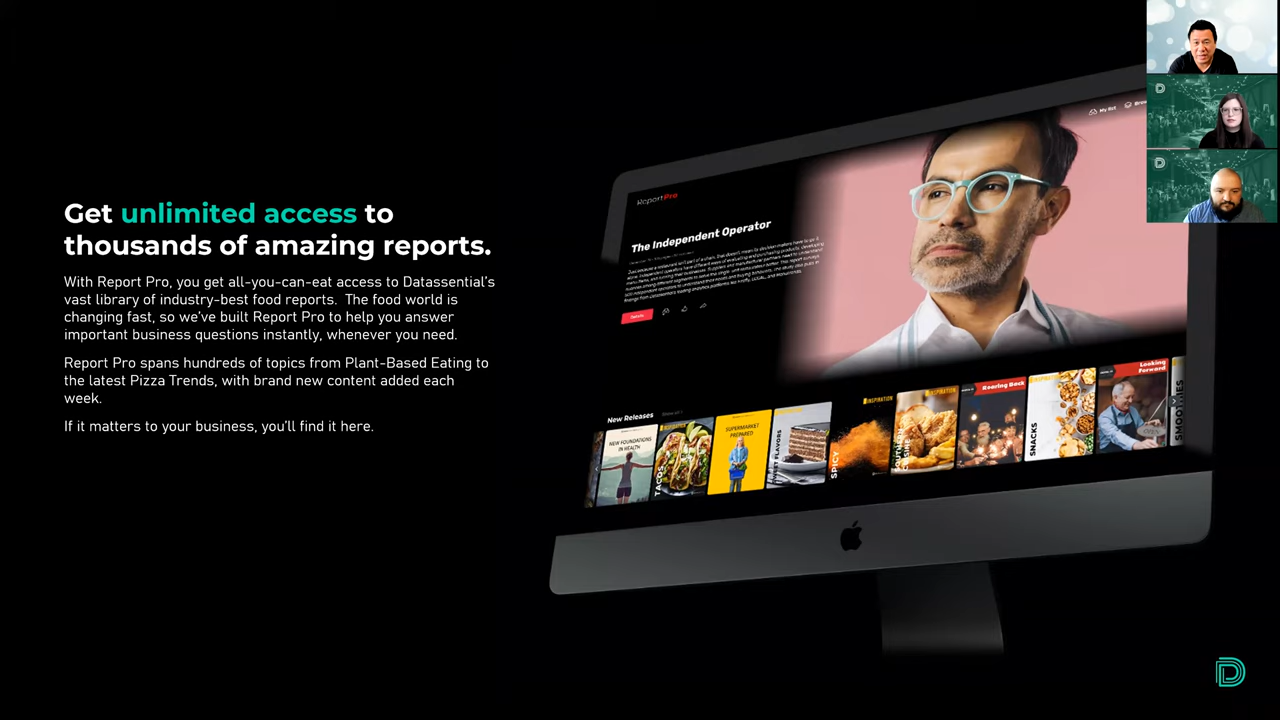 Get unlimited access to
thousands of amazing reports.
With Report Pro, you get all-you-can-eat access to Datassential's
vast library of industry-best food reports. The food world is
changing fast, so we've built Report Pro to help you answer
important business questions instantly, whenever you need.
Report Pro spans hundreds of topics from Plant-Based Eating to
the latest Pizza Trends, with brand new content added each
week.
If it matters to your business, you'll find it here.
ReportPro
My list
The Independent Operator
Details
New Releases
NEW FOUNDATIONS
IN HEALTH
TACOS
SUPERMARKET
PREPARED
SPICY
INSPIRATION
INSPIRATION
Roaring Back
SNACKS
Looking
Forward
OPEN
SMOOTHIES